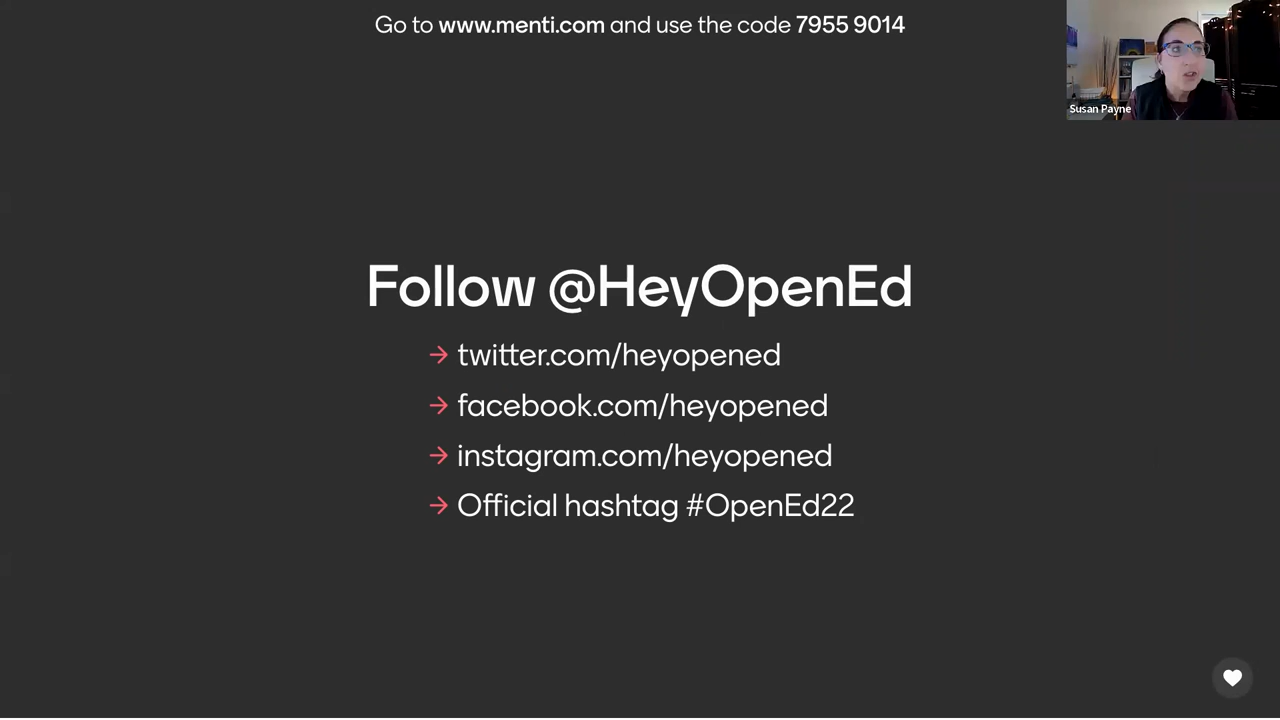 Go to www.menti.com and use the code 7955 9014
Susan Payne
Follow @HeyOpenEd
→ twitter.com/heyopened
→ facebook.com/heyopened
→ instagram.com/heyopened
→ Official hashtag #OpenEd22